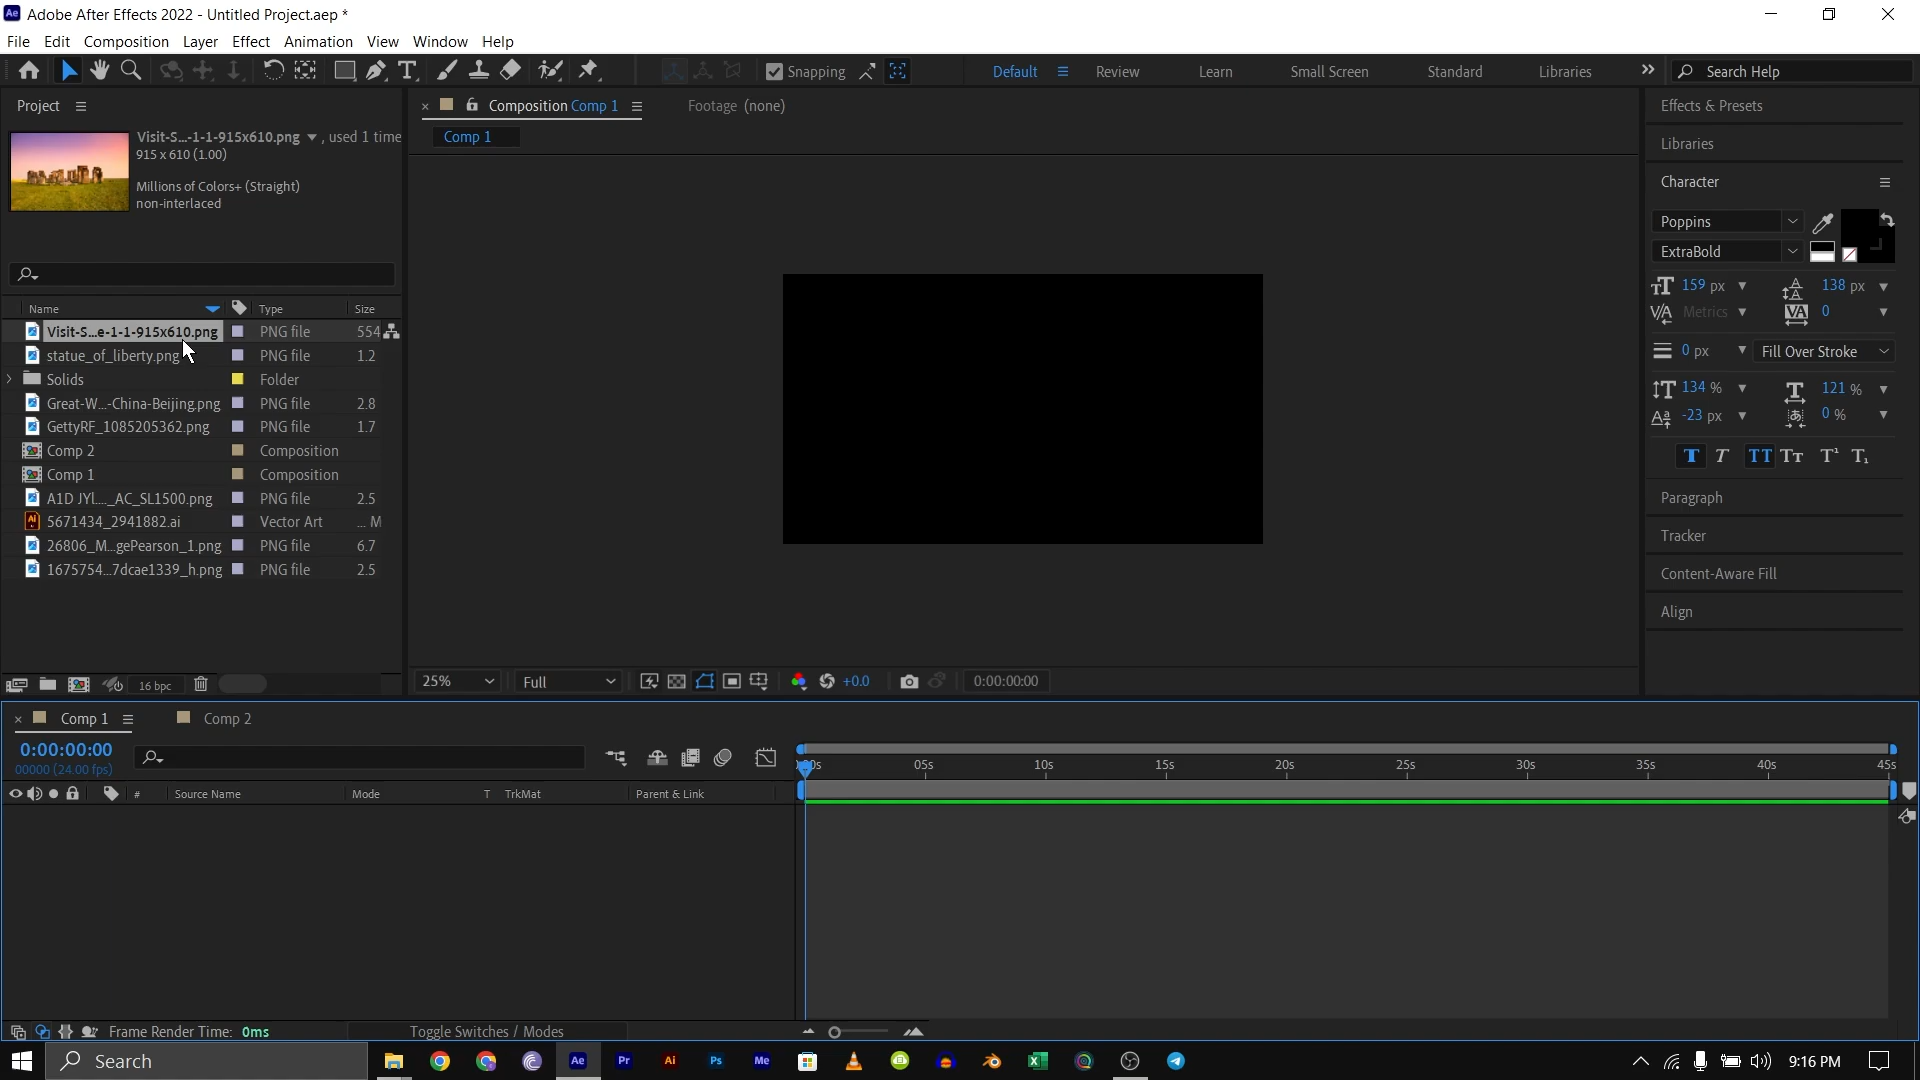 Adobe After Effects 2022 - Untitled Project.aep *
File Edit Composition Layer Effect Animation View Window Help
Snapping Default Review Learn Small Screen Standard Libraries Search Help
Project
Visit-S...-1-1-915x610.png ▼ , used 1 time
915 x 610 (1.00)
Millions of Colors+ (Straight)
non-interlaced
Name Type Size
Visit-S...e-1-1-915x610.png PNG file 554
statue_of_liberty.png PNG file 1.2
Solids Folder
Great-W...-China-Beijing.png PNG file 2.8
GettyRF_1085205362.png PNG file 1.7
Comp 2 Composition
Comp 1 Composition
A1D JYl...._AC_SL1500.png PNG file 2.5
5671434_2941882.ai Vector Art ... M
26806_M...gePearson_1.png PNG file 6.7
1675754...7dcae1339_h.png PNG file 2.5
16 bpc
Composition Comp 1 Footage (none)
Comp 1
25% Full +0.0 0:00:00:00
Effects & Presets
Libraries
Character
Poppins
ExtraBold
159 px 138 px
Metrics 0
0 px Fill Over Stroke
134 % 121 %
-23 px 0 %
T T TT Tt T¹ T₁
Paragraph
Tracker
Content-Aware Fill
Align
Comp 1 Comp 2
0:00:00:00
00000 (24.00 fps)
# Source Name Mode T TrkMat Parent & Link
05s 10s 15s 20s 25s 30s 35s 40s 45s
Frame Render Time: 0ms Toggle Switches / Modes
Search Ae Pr Ai Ps Me 9:16 PM